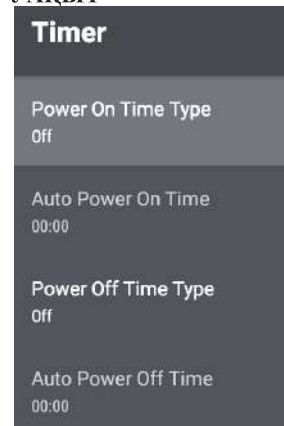 Timer
Power On Time Type
Off
Auto Power On Time
00:00
Power Off Time Type
Off
Auto Power Off Time
00:00